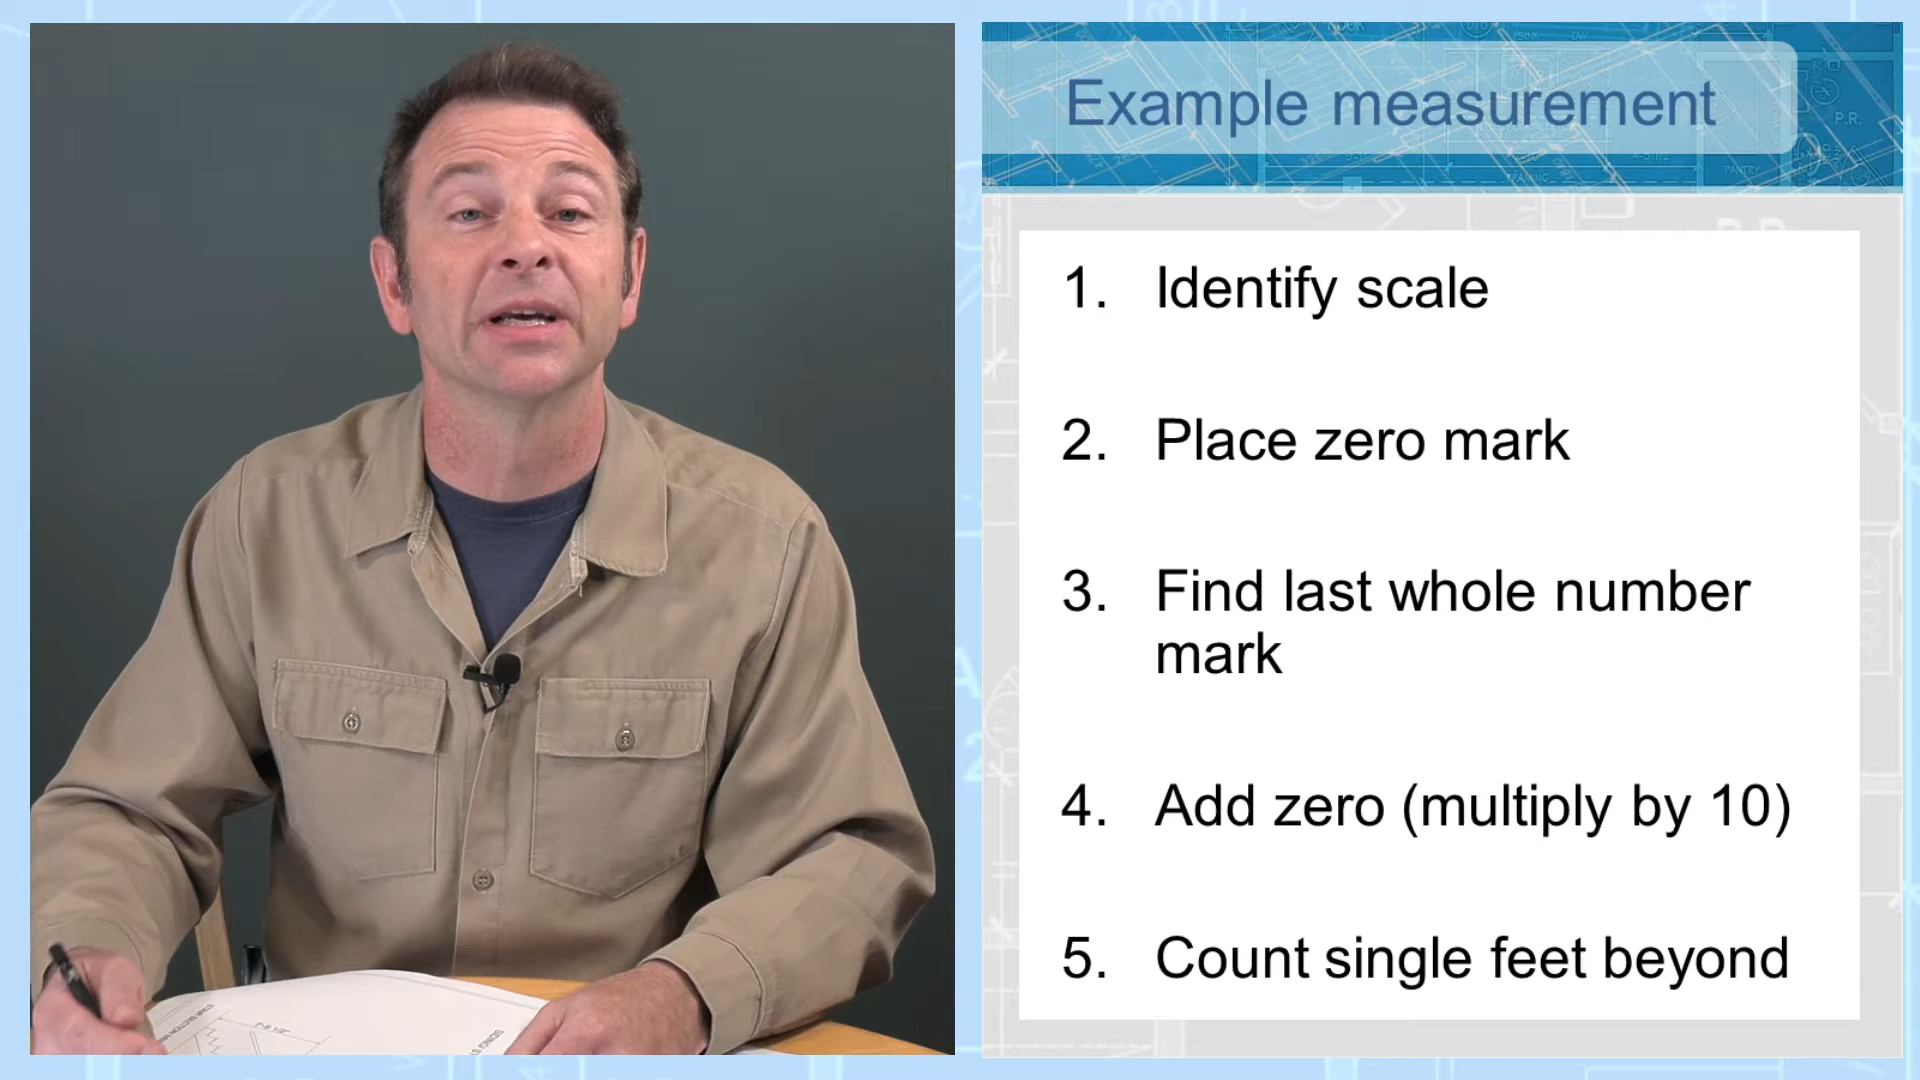 Example measurement
P.R.
PANTRY
1. Identify scale
2. Place zero mark
3. Find last whole number
mark
4. Add zero (multiply by 10)
5. Count single feet beyond